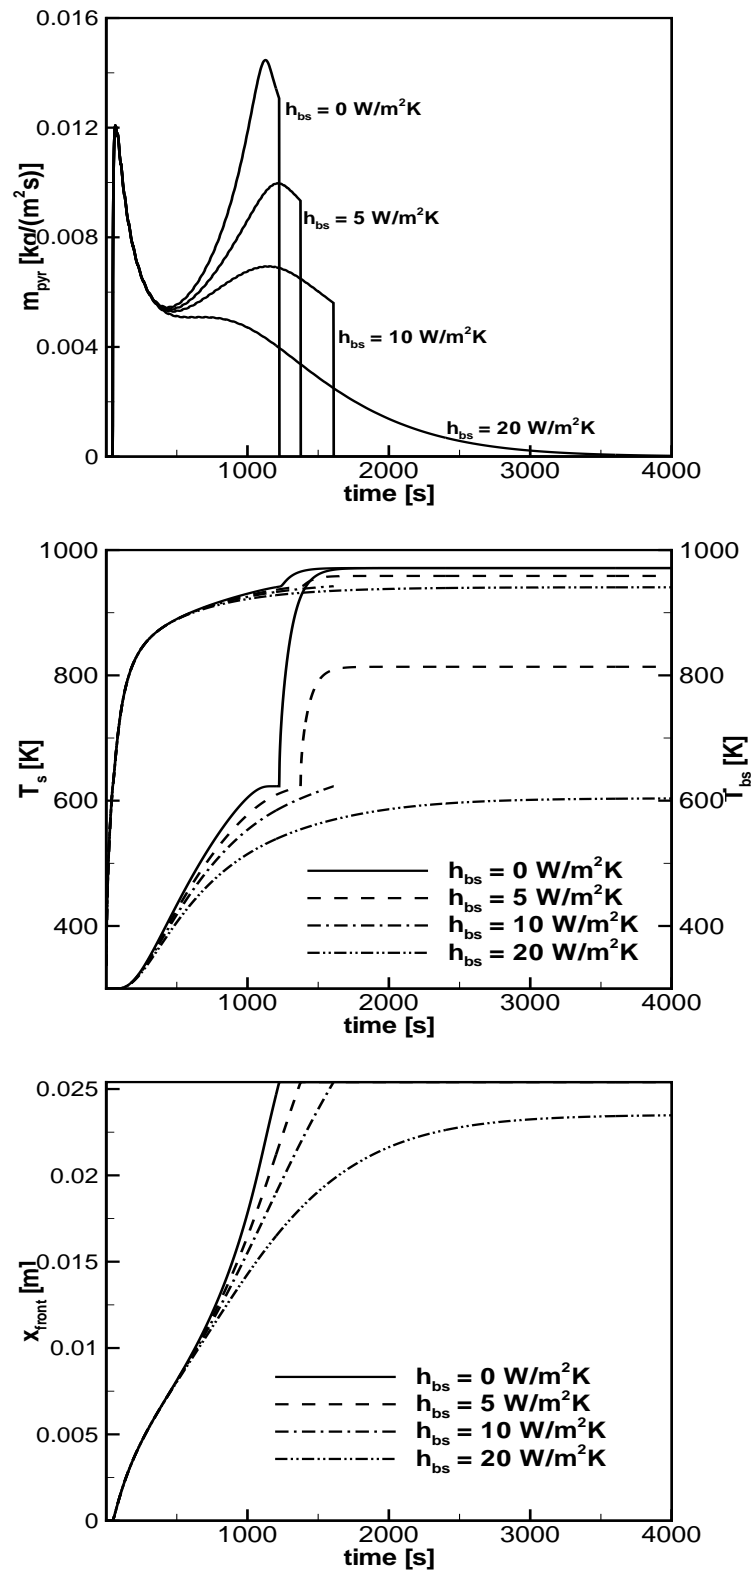 0.016
0.012
0.008
0.004
0
m_pyr [kg/(m²s)]
h_bs = 0 W/m²K
h_bs = 5 W/m²K
h_bs = 10 W/m²K
h_bs = 20 W/m²K
1000 2000 3000 4000
time [s]
1000 1000
800 800
600 600
400 400
T_s [K]
T_bs [K]
h_bs = 0 W/m²K
h_bs = 5 W/m²K
h_bs = 10 W/m²K
h_bs = 20 W/m²K
1000 2000 3000 4000
time [s]
0.025
0.02
0.015
0.01
0.005
0
x_front [m]
h_bs = 0 W/m²K
h_bs = 5 W/m²K
h_bs = 10 W/m²K
h_bs = 20 W/m²K
1000 2000 3000 4000
time [s]